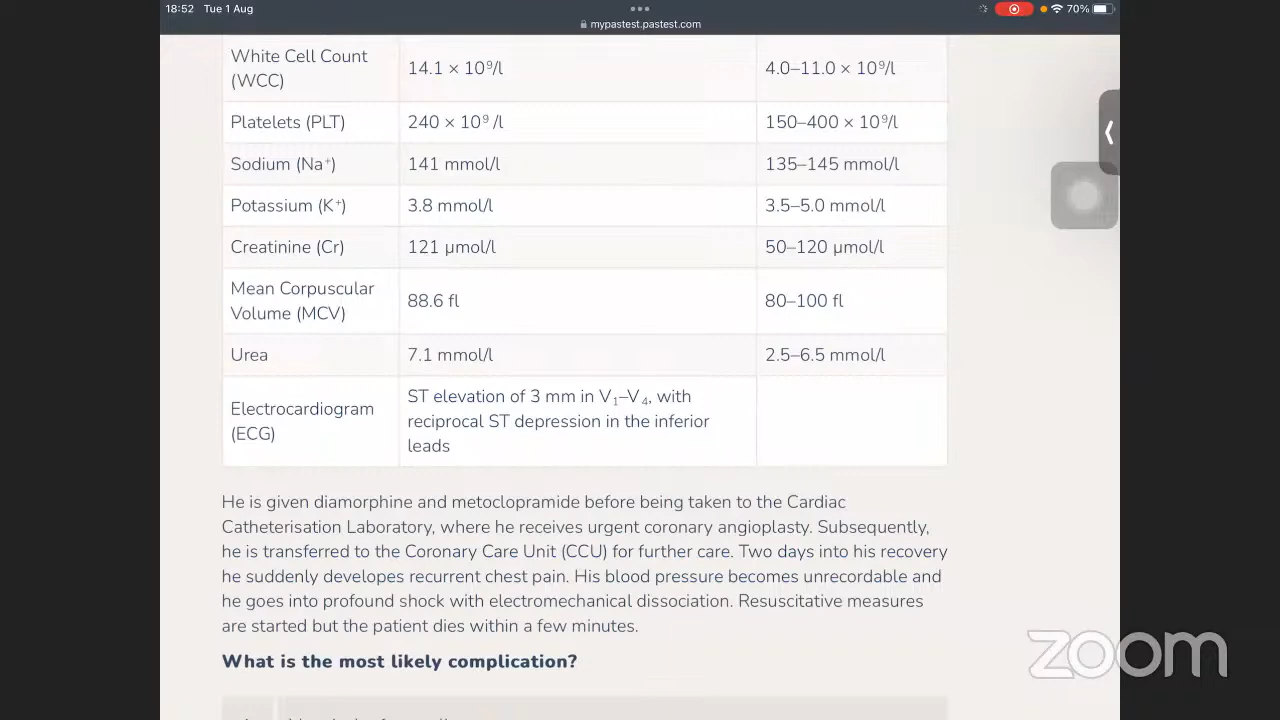 18:52 Tue 1 Aug
70%
mypastest.pastest.com
White Cell Count
(WCC)
14.1 × 10⁹/l
4.0–11.0 × 10⁹/l
Platelets (PLT)
240 × 10⁹ /l
150–400 × 10⁹/l
Sodium (Na⁺)
141 mmol/l
135–145 mmol/l
Potassium (K⁺)
3.8 mmol/l
3.5–5.0 mmol/l
Creatinine (Cr)
121 µmol/l
50–120 µmol/l
Mean Corpuscular
Volume (MCV)
88.6 fl
80–100 fl
Urea
7.1 mmol/l
2.5–6.5 mmol/l
Electrocardiogram
(ECG)
ST elevation of 3 mm in V₁–V₄, with
reciprocal ST depression in the inferior
leads
He is given diamorphine and metoclopramide before being taken to the Cardiac
Catheterisation Laboratory, where he receives urgent coronary angioplasty. Subsequently,
he is transferred to the Coronary Care Unit (CCU) for further care. Two days into his recovery
he suddenly developes recurrent chest pain. His blood pressure becomes unrecordable and
he goes into profound shock with electromechanical dissociation. Resuscitative measures
are started but the patient dies within a few minutes.
What is the most likely complication?
zoom